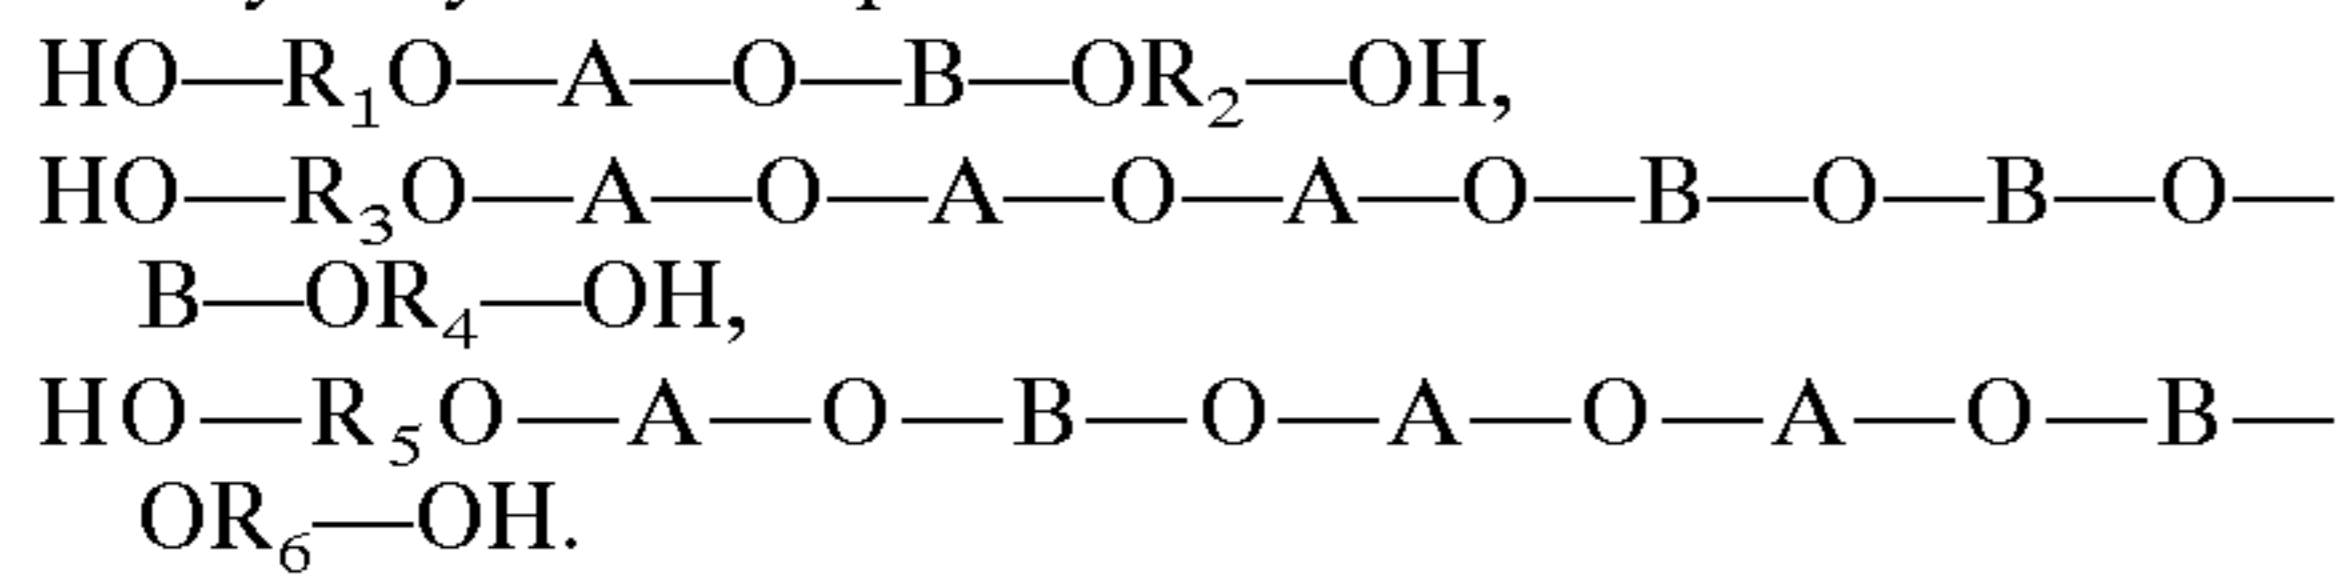 HO—R₁O—A—O—B—OR₂—OH,
HO—R₃O—A—O—A—O—A—O—B—O—B—O—
B—OR₄—OH,
HO—R₅O—A—O—B—O—A—O—A—O—B—
OR₆—OH.